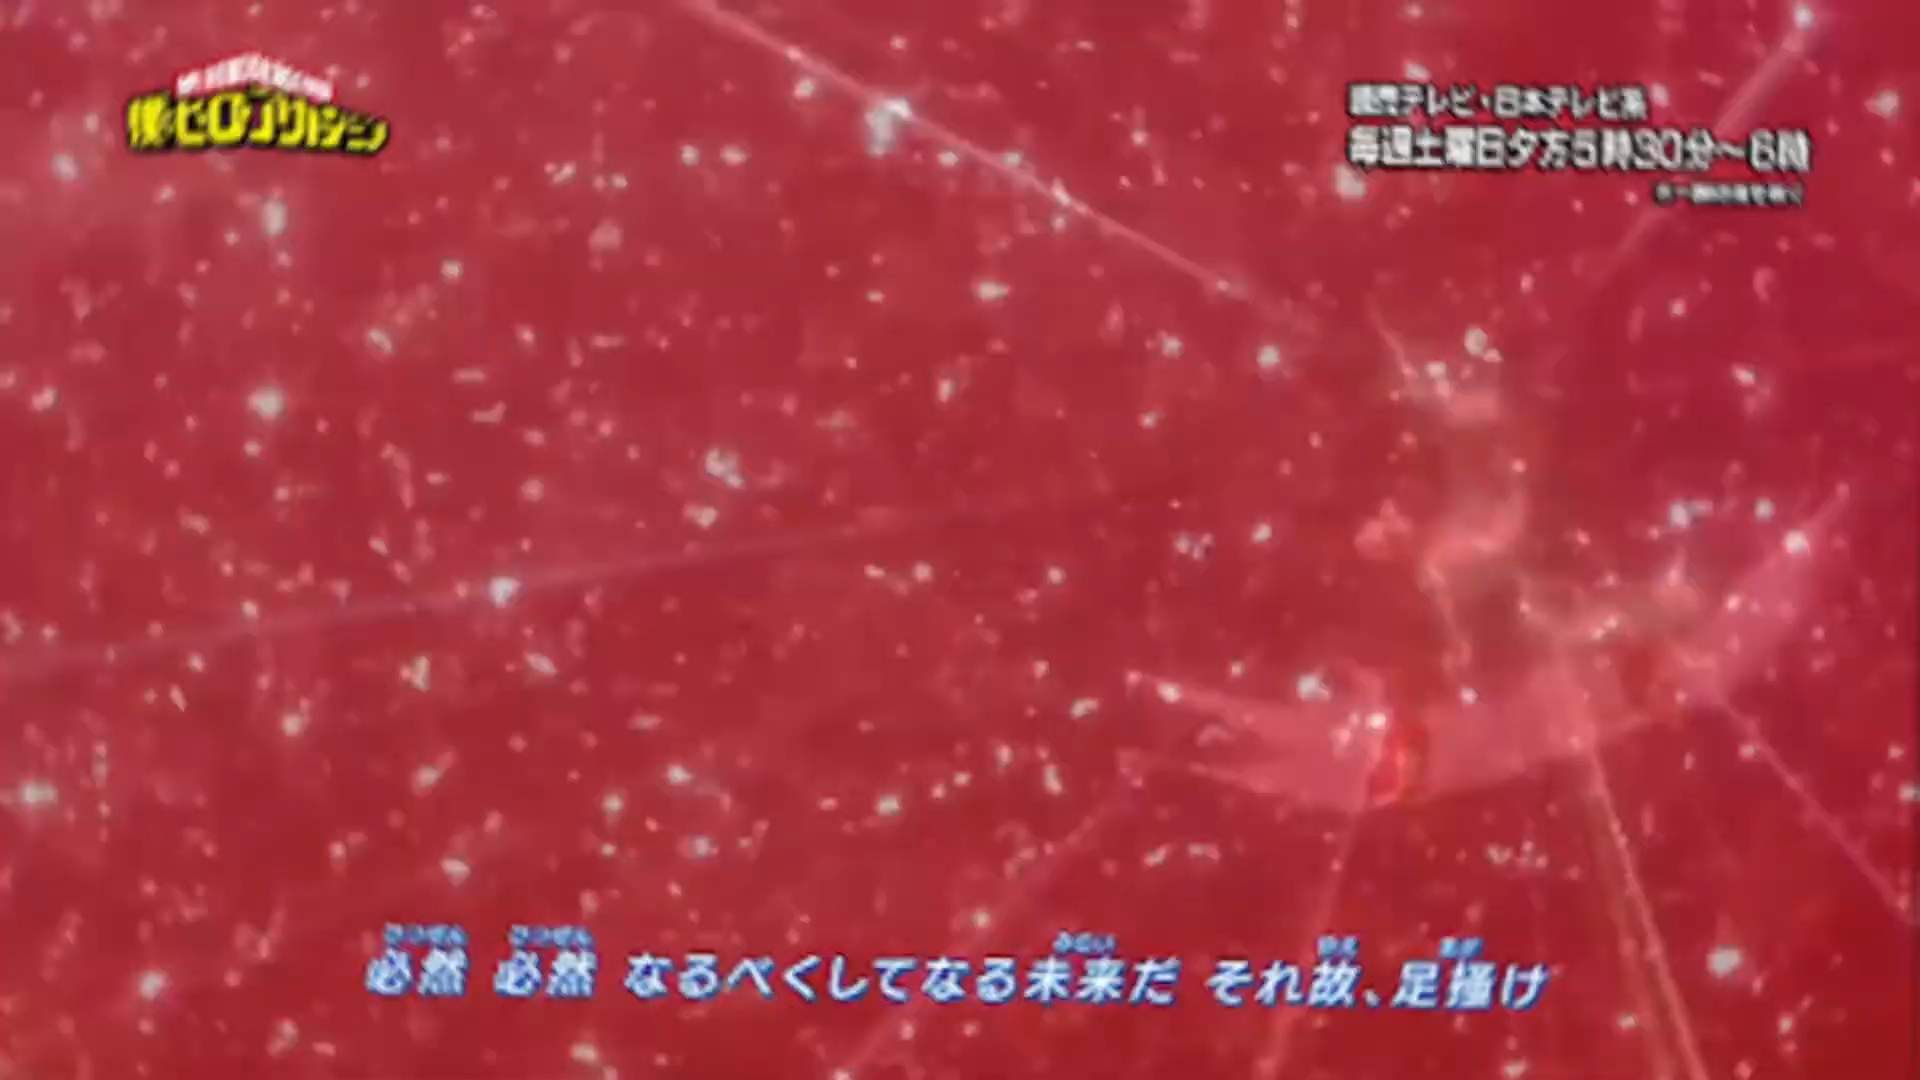 僕のヒーローアカデミア
読売テレビ・日本テレビ系
毎週土曜日夕方5時30分〜6時
必然 必然 なるべくしてなる未来だ それ故、足掻け